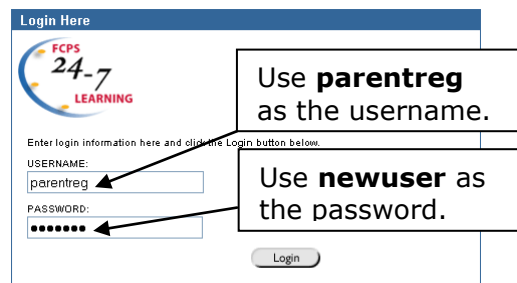 Login Here
FCPS
24-7
LEARNING
Use parentreg
as the username.
Enter login information here and click the Login button below.
USERNAME:
parentreg
Use newuser as
the password.
PASSWORD:
●●●●●●●
Login